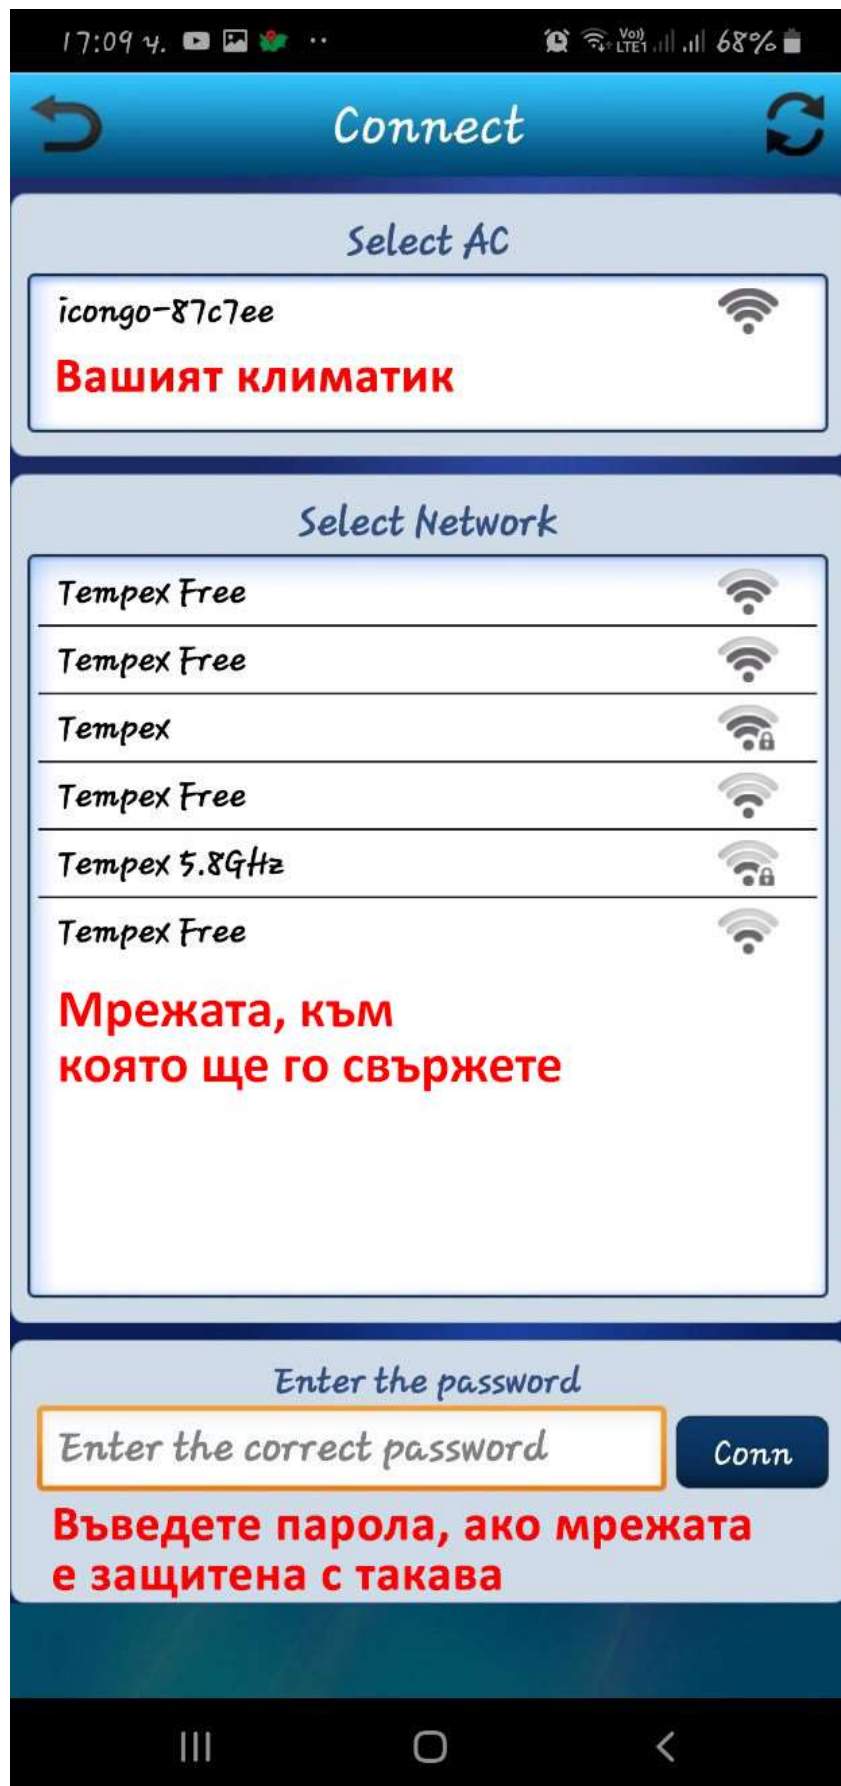 17:09 ч.
Vo))
LTE1
68%
Connect
Select AC
icongo-87c7ee
Вашият климатик
Select Network
Tempex Free
Tempex Free
Tempex
Tempex Free
Tempex 5.8GHz
Tempex Free
Мрежата, към
която ще го свържете
Enter the password
Enter the correct password
Conn
Въведете парола, ако мрежата
е защитена с такава